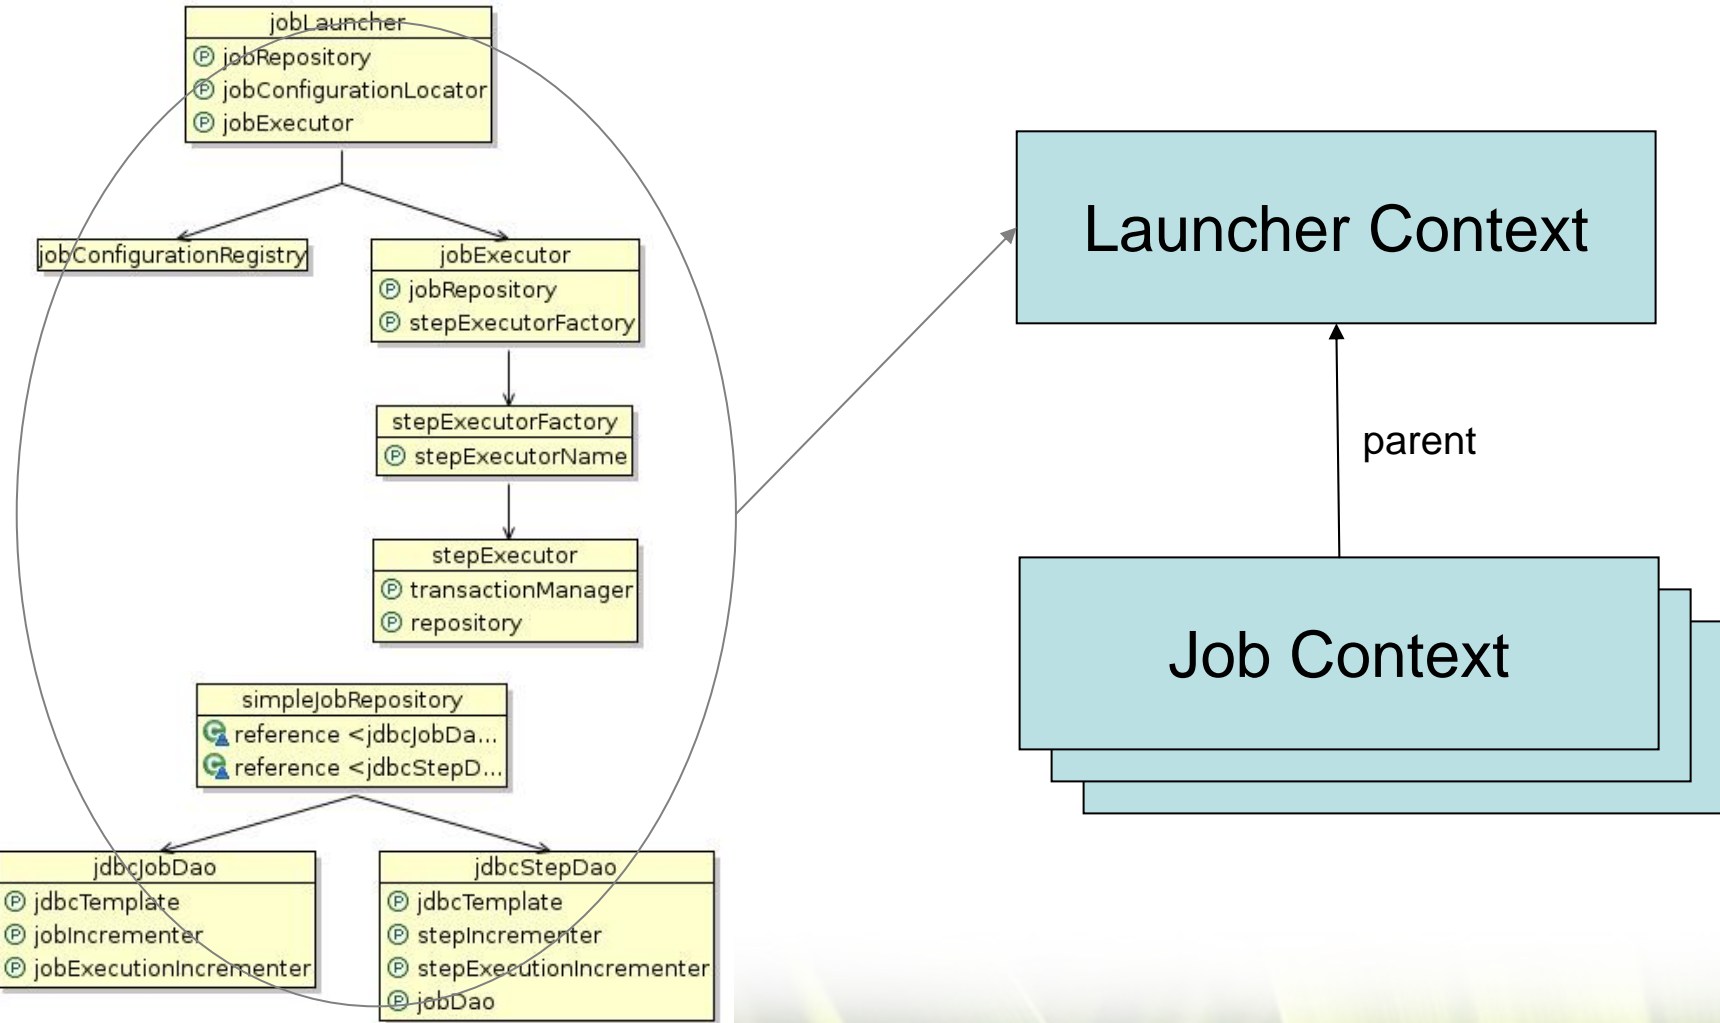 jobLauncher
P jobRepository
P jobConfigurationLocator
P jobExecutor
jobConfigurationRegistry
jobExecutor
P jobRepository
P stepExecutorFactory
stepExecutorFactory
P stepExecutorName
stepExecutor
P transactionManager
P repository
simpleJobRepository
C reference <jdbcJobDa...
C reference <jdbcStepD...
jdbcJobDao
P jdbcTemplate
P jobIncrementer
P jobExecutionIncrementer
jdbcStepDao
P jdbcTemplate
P stepIncrementer
P stepExecutionIncrementer
P jobDao
Launcher Context
parent
Job Context